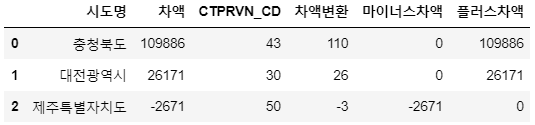 시도명 차액 CTPRVN_CD 차액변환 마이너스차액 플러스차액
0 충청북도 109886 43 110 0 109886
1 대전광역시 26171 30 26 0 26171
2 제주특별자치도 -2671 50 -3 -2671 0